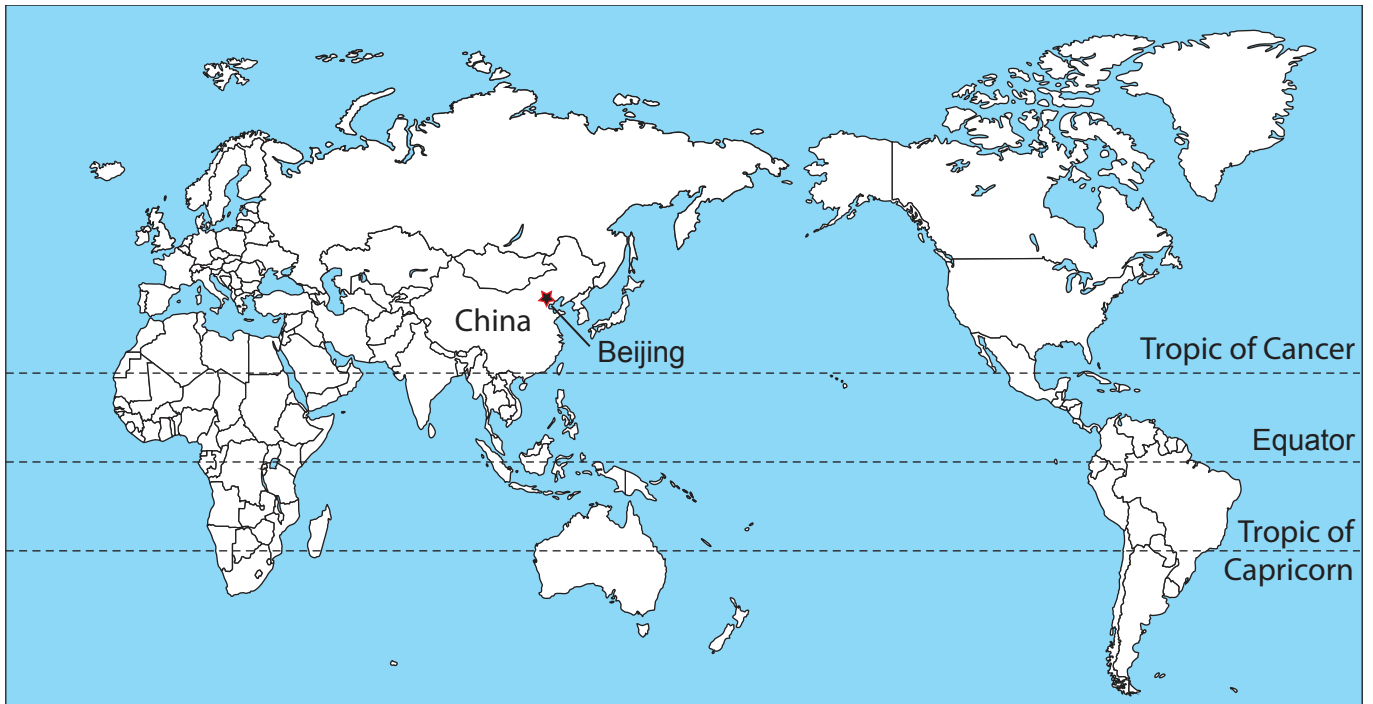 China
Beijing
Tropic of Cancer
Equator
Tropic of
Capricorn